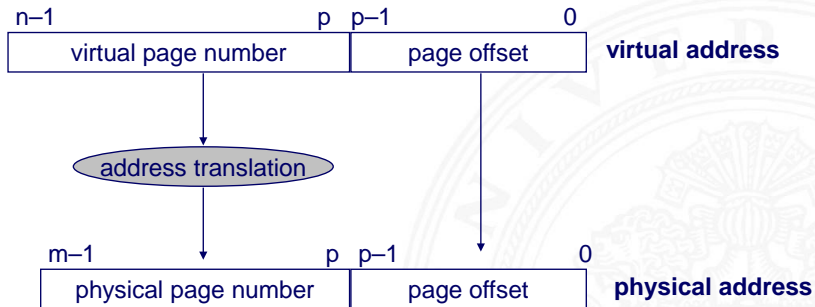 n–1 p p–1 0
virtual page number page offset virtual address
address translation
m–1 p p–1 0
physical page number page offset physical address
N I V E R